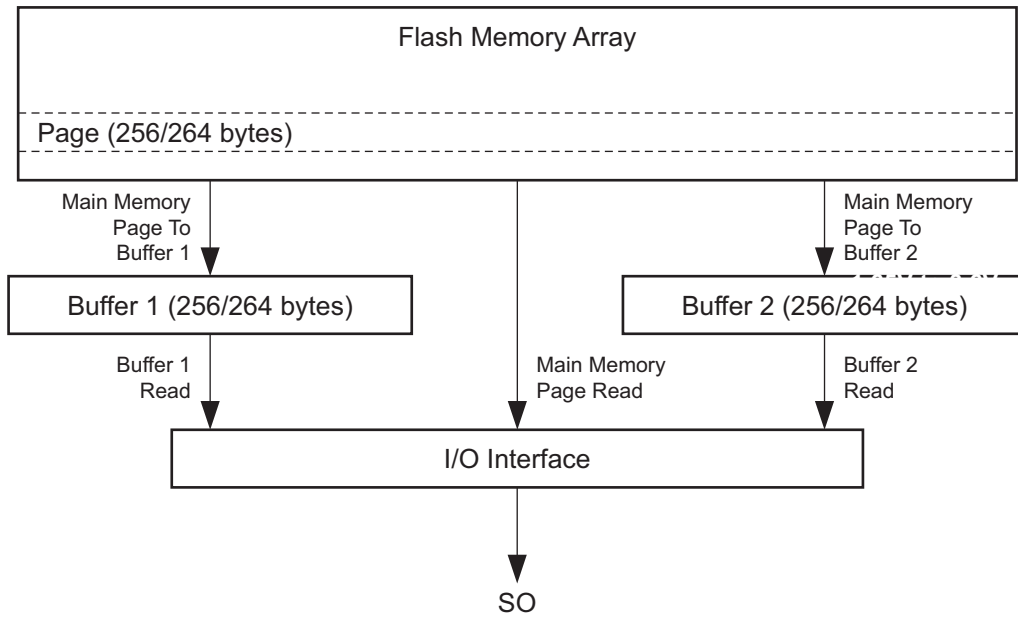 Flash Memory Array
Page (256/264 bytes)
Main Memory
Page To
Buffer 1
Main Memory
Page To
Buffer 2
Buffer 1 (256/264 bytes)
Buffer 2 (256/264 bytes)
Buffer 1
Read
Main Memory
Page Read
Buffer 2
Read
I/O Interface
SO